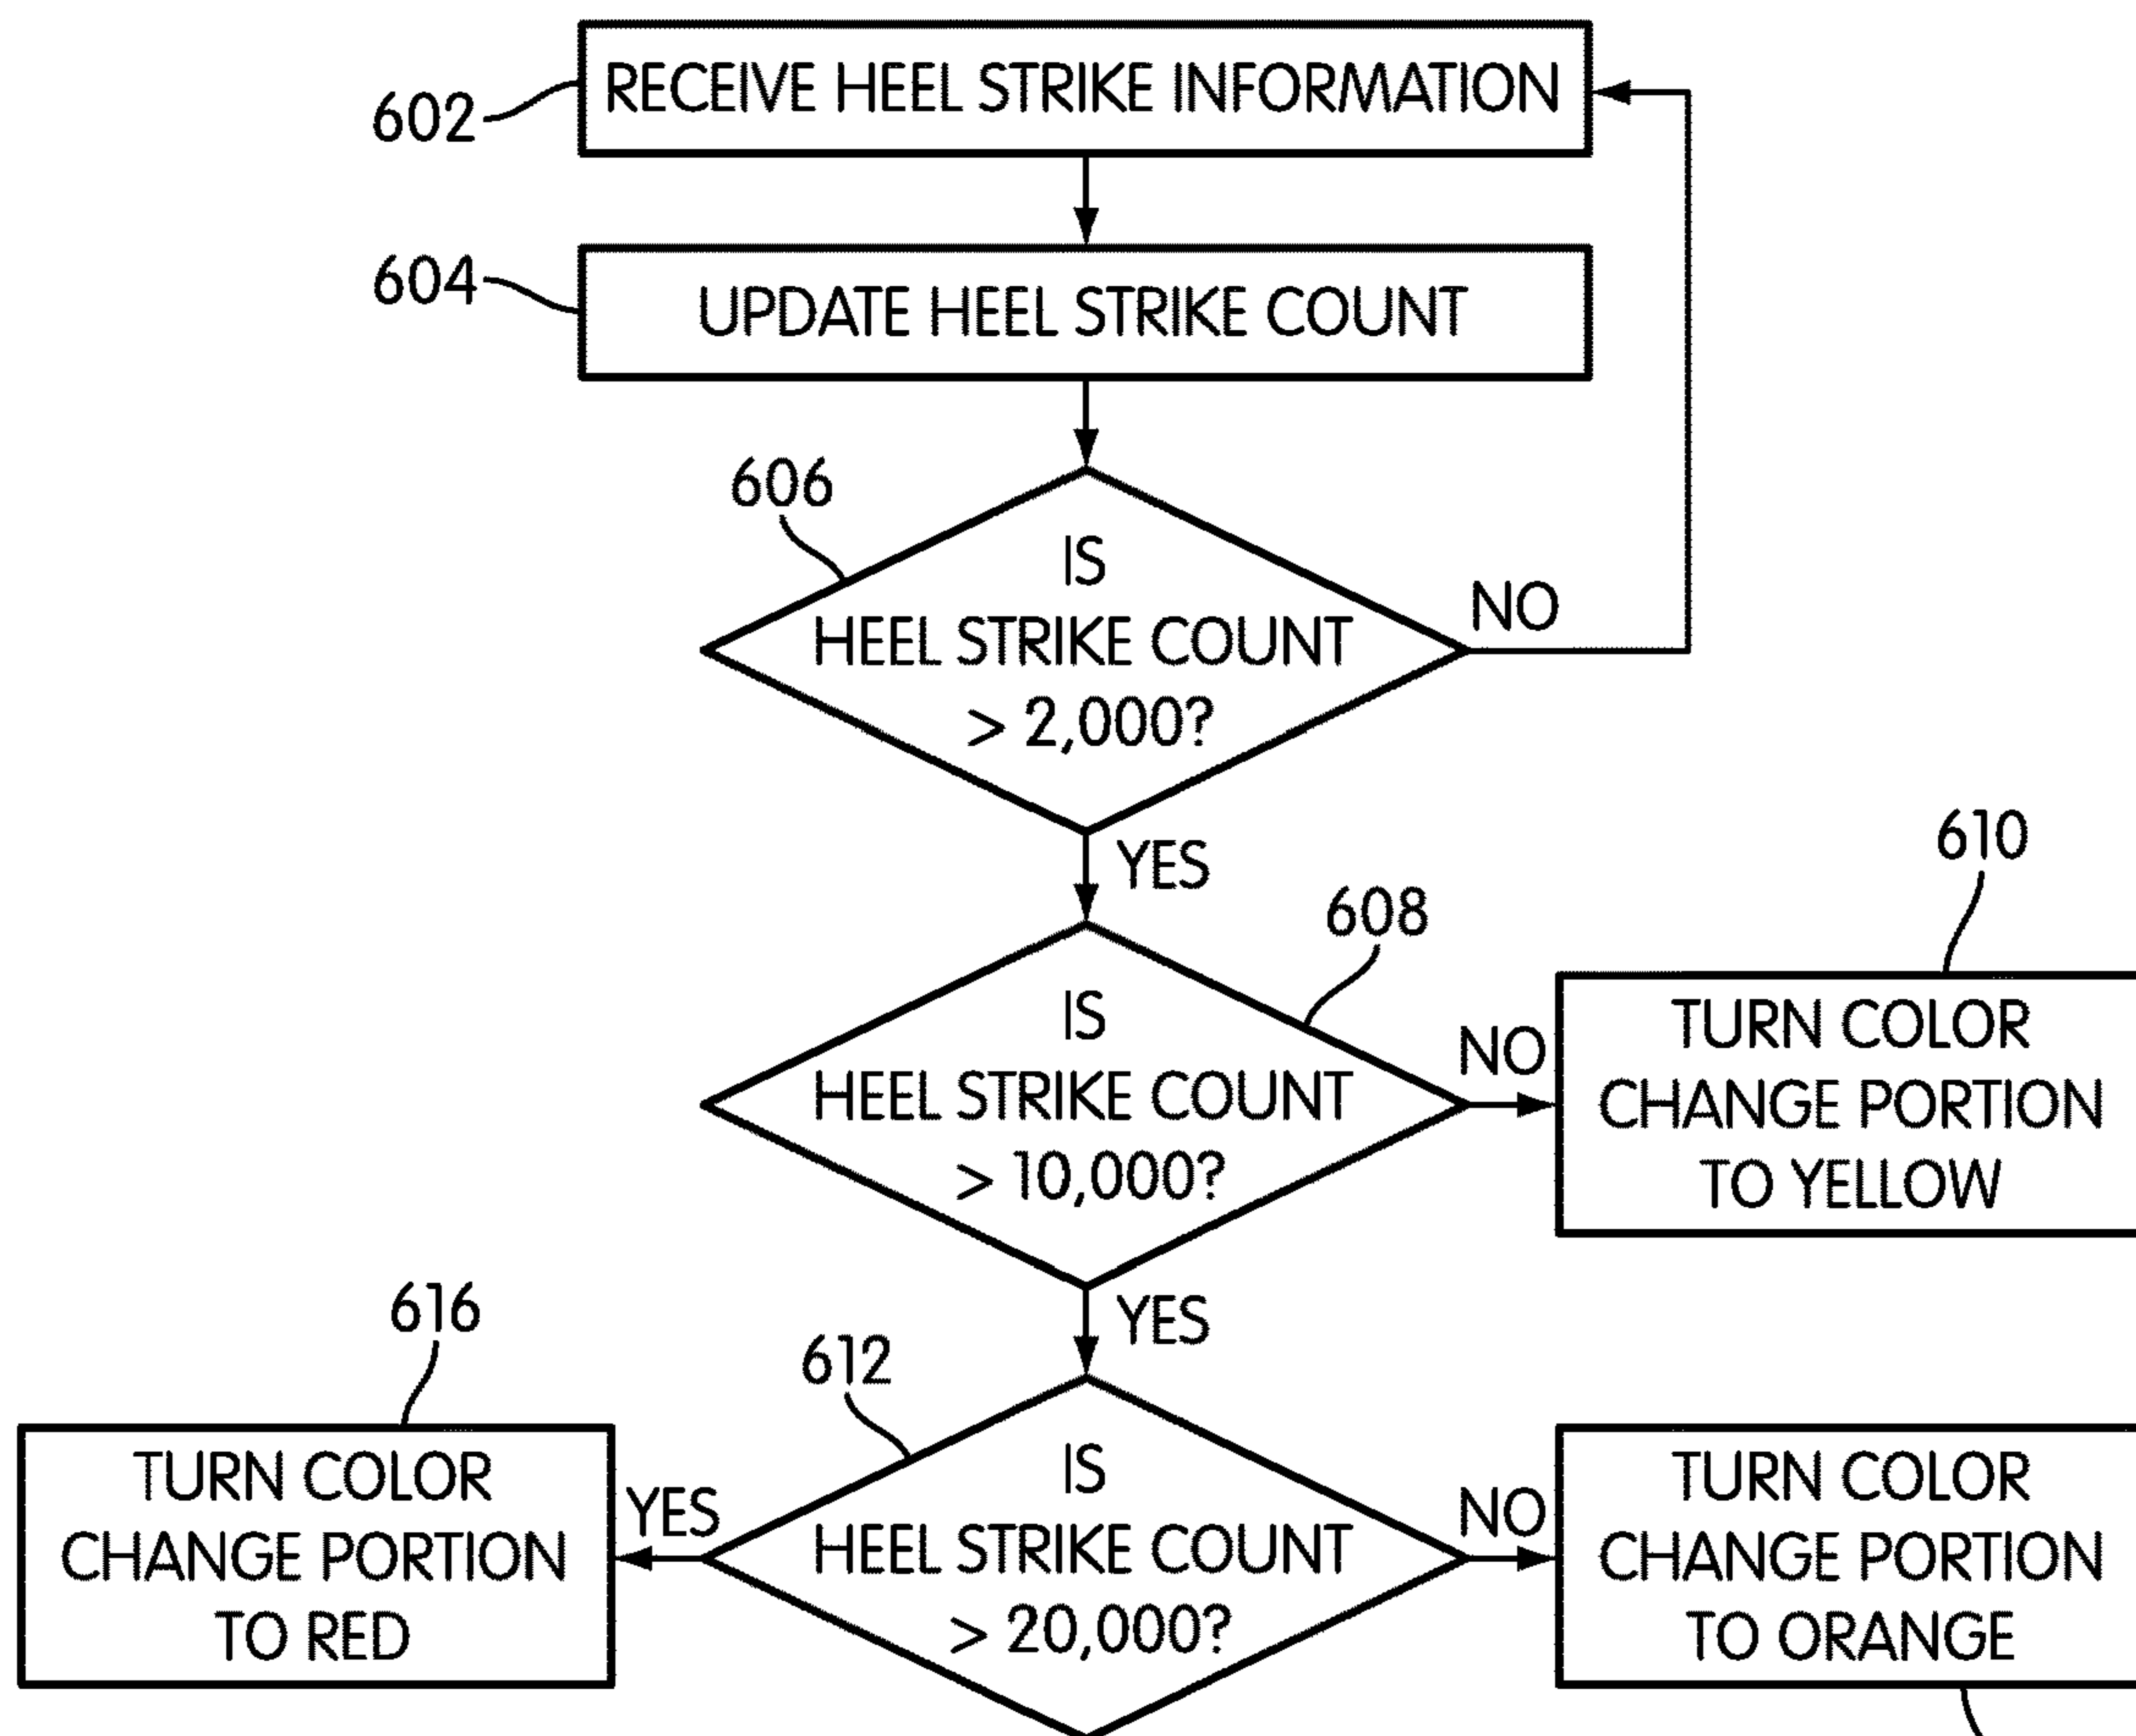 RECEIVE HEEL STRIKE INFORMATION
602
604
UPDATE HEEL STRIKE COUNT
606
IS
HEEL STRIKE COUNT
> 2,000?
NO
YES
608
610
IS
HEEL STRIKE COUNT
> 10,000?
NO
TURN COLOR
CHANGE PORTION
TO YELLOW
YES
612
616
IS
HEEL STRIKE COUNT
> 20,000?
YES
TURN COLOR
CHANGE PORTION
TO RED
NO
TURN COLOR
CHANGE PORTION
TO ORANGE